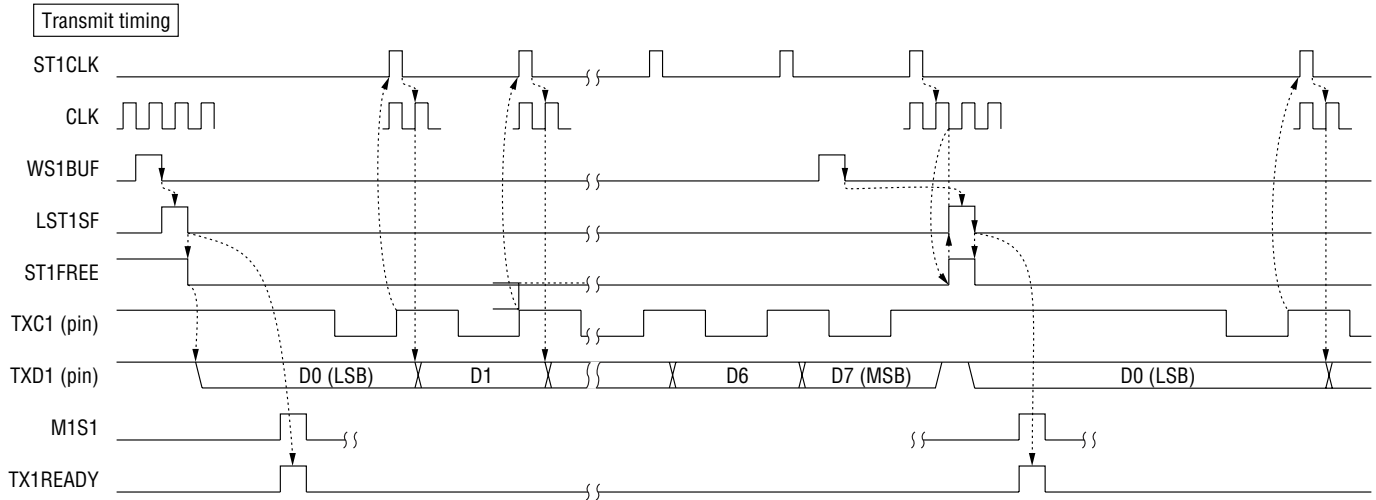 Transmit timing
ST1CLK
CLK
WS1BUF
LST1SF
ST1FREE
TXC1 (pin)
TXD1 (pin) D0 (LSB) D1 D6 D7 (MSB) D0 (LSB)
M1S1
TX1READY